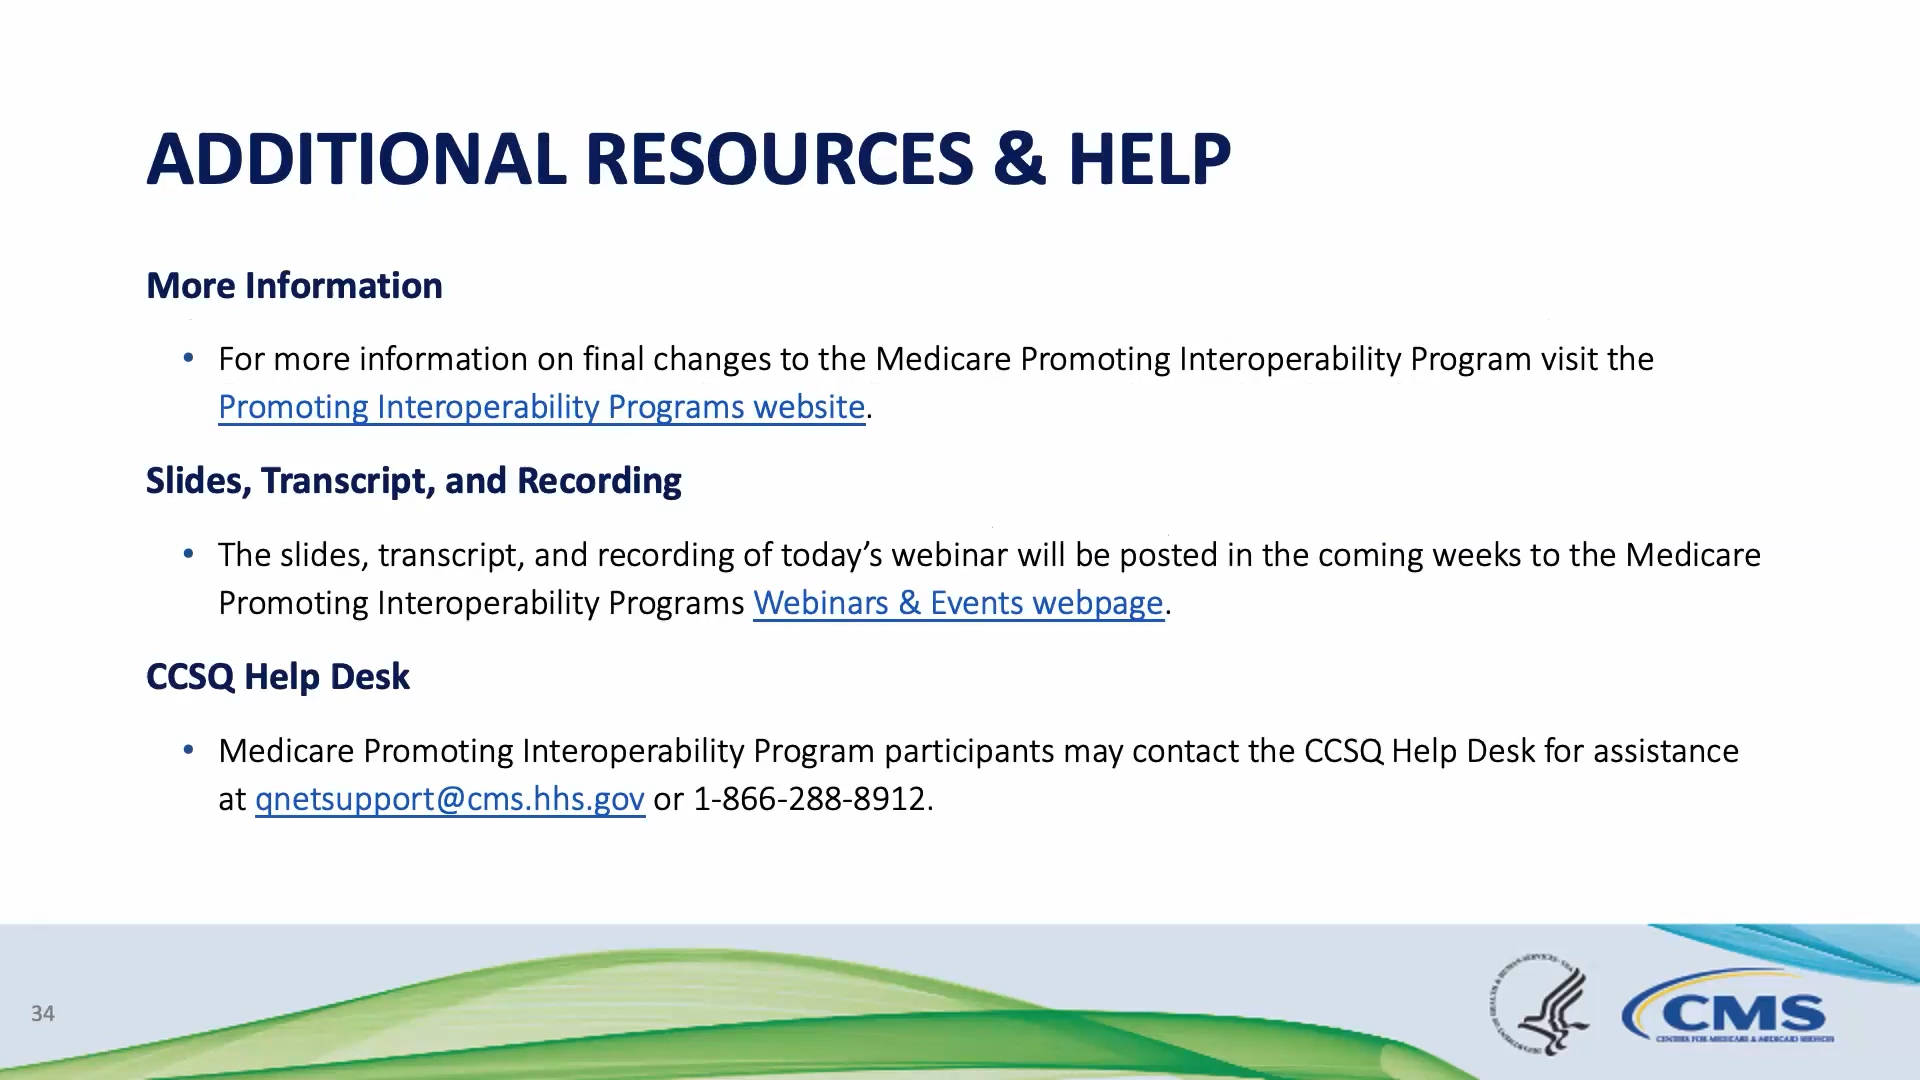 ADDITIONAL RESOURCES & HELP
More Information
• For more information on final changes to the Medicare Promoting Interoperability Program visit the
Promoting Interoperability Programs website.
Slides, Transcript, and Recording
• The slides, transcript, and recording of today’s webinar will be posted in the coming weeks to the Medicare
Promoting Interoperability Programs Webinars & Events webpage.
CCSQ Help Desk
• Medicare Promoting Interoperability Program participants may contact the CCSQ Help Desk for assistance
at qnetsupport@cms.hhs.gov or 1-866-288-8912.
34
CMS
CENTERS FOR MEDICARE & MEDICAID SERVICES